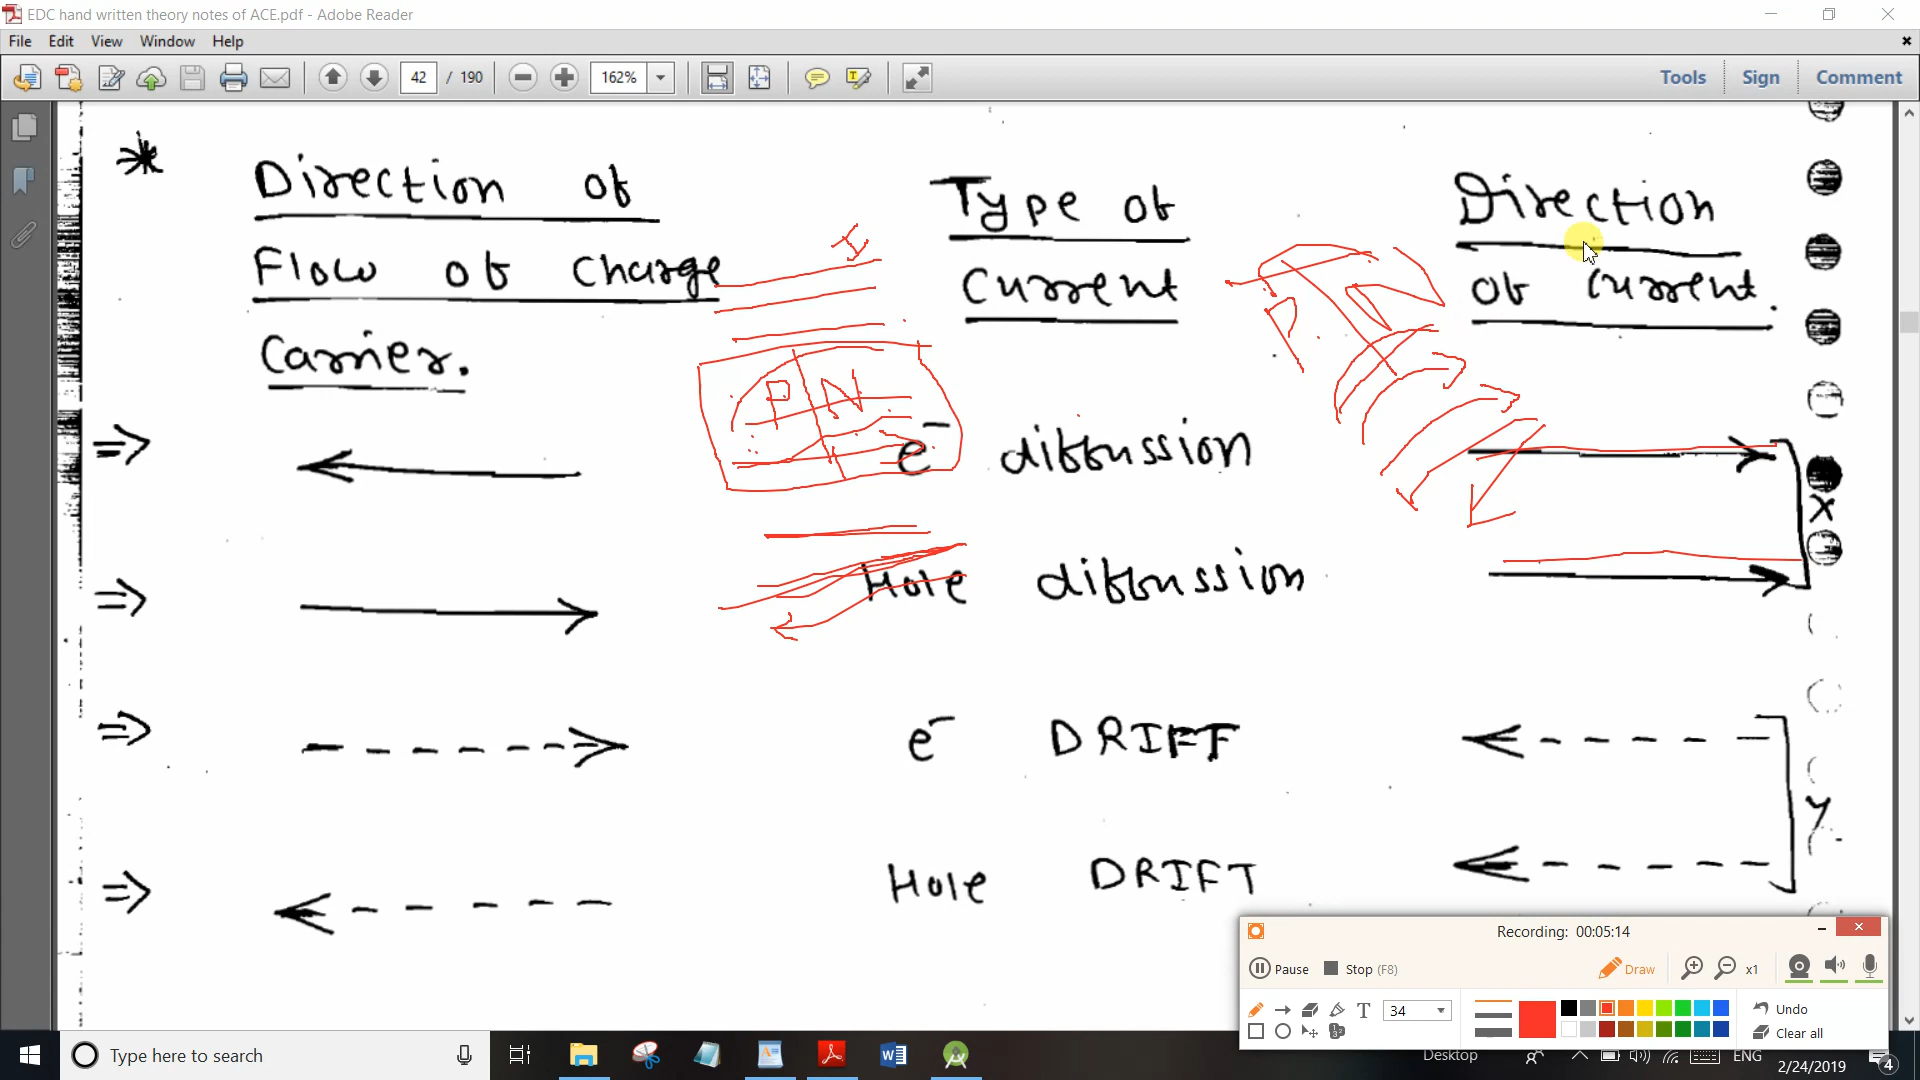 EDC hand written theory notes of ACE.pdf - Adobe Reader
File Edit View Window Help
42 / 190 162% Tools Sign Comment
Direction of
Flow of charge
Carrier.
Type of
Current
Direction
of current.
P N
P N
e⁻ diffussion
X
Hole diffussion
e⁻ DRIFT
Y
Hole DRIFT
Recording: 00:05:14
Pause Stop (F8) Draw x1
T 34 Undo
Clear all
Type here to search
Desktop ENG
2/24/2019 4